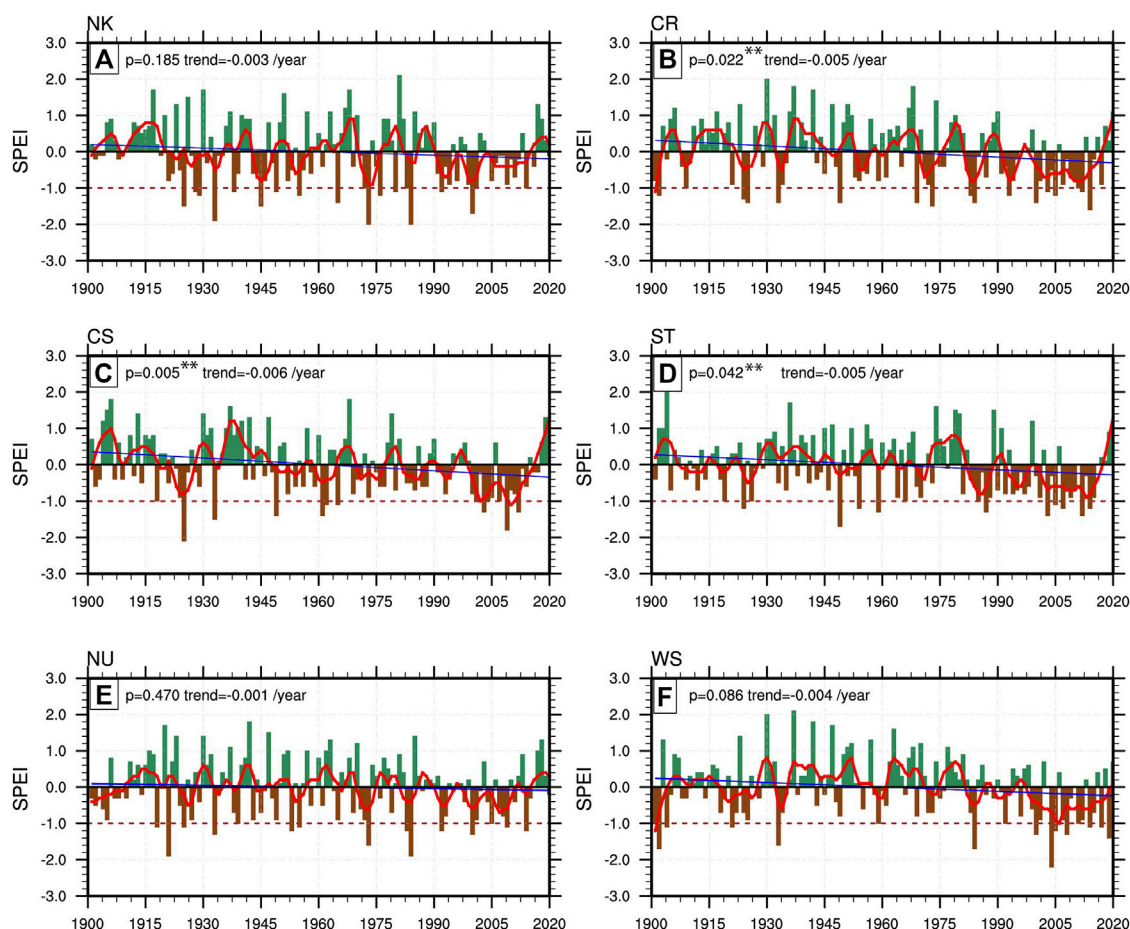 NK
A p=0.185 trend=-0.003 /year
3.0
2.0
1.0
0.0
-1.0
-2.0
-3.0
SPEI
1900 1915 1930 1945 1960 1975 1990 2005 2020
CR
B p=0.022** trend=-0.005 /year
3.0
2.0
1.0
0.0
-1.0
-2.0
-3.0
SPEI
1900 1915 1930 1945 1960 1975 1990 2005 2020
CS
C p=0.005** trend=-0.006 /year
3.0
2.0
1.0
0.0
-1.0
-2.0
-3.0
SPEI
1900 1915 1930 1945 1960 1975 1990 2005 2020
ST
D p=0.042** trend=-0.005 /year
3.0
2.0
1.0
0.0
-1.0
-2.0
-3.0
SPEI
1900 1915 1930 1945 1960 1975 1990 2005 2020
NU
E p=0.470 trend=-0.001 /year
3.0
2.0
1.0
0.0
-1.0
-2.0
-3.0
SPEI
1900 1915 1930 1945 1960 1975 1990 2005 2020
WS
F p=0.086 trend=-0.004 /year
3.0
2.0
1.0
0.0
-1.0
-2.0
-3.0
SPEI
1900 1915 1930 1945 1960 1975 1990 2005 2020